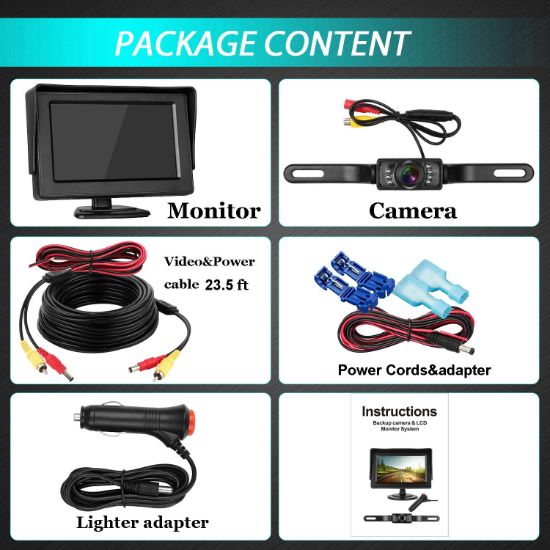 PACKAGE CONTENT
Monitor
Camera
Video&Power
cable 23.5 ft
Power Cords&adapter
Lighter adapter
Instructions
Backup camera & LCD
Monitor System